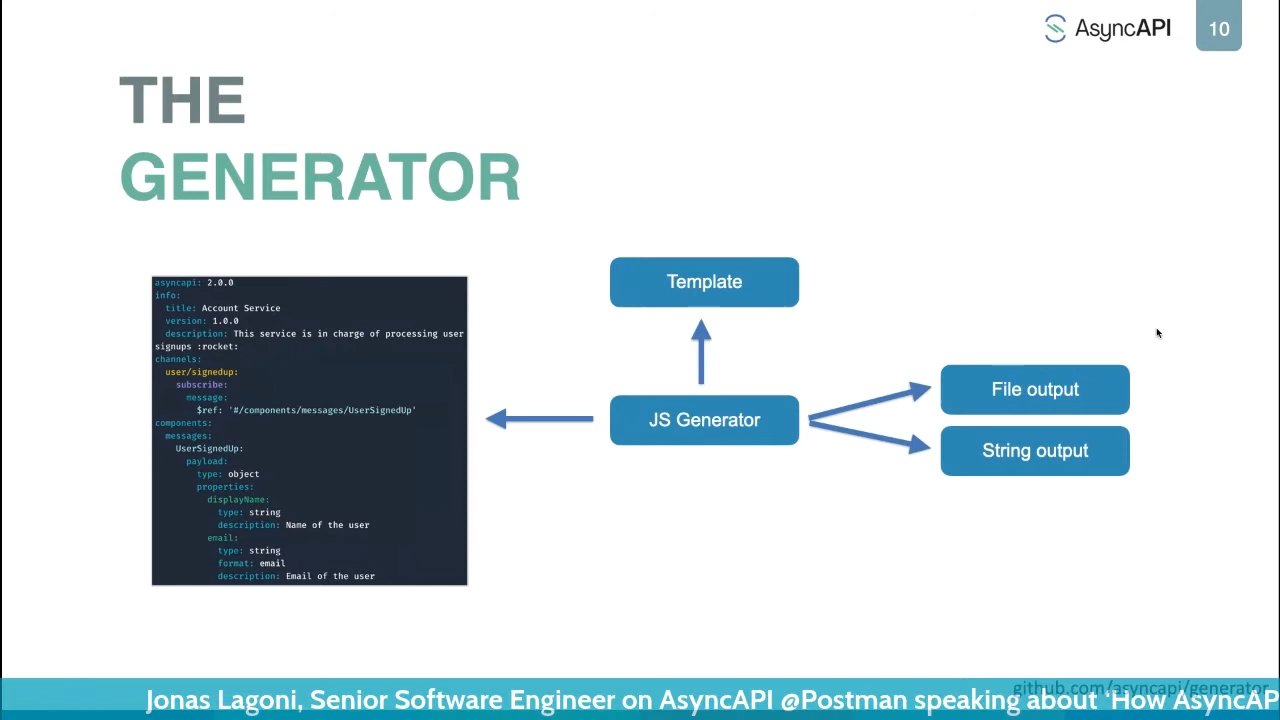 AsyncAPI
10
THE
GENERATOR
asyncapi: 2.0.0
info:
title: Account Service
version: 1.0.0
description: This service is in charge of processing user
signups :rocket:
channels:
user/signedup:
subscribe:
message:
$ref: '#/components/messages/UserSignedUp'
components:
messages:
UserSignedUp:
payload:
type: object
properties:
displayName:
type: string
description: Name of the user
email:
type: string
format: email
description: Email of the user
Template
JS Generator
File output
String output
github.com/asyncapi/generator
Jonas Lagoni, Senior Software Engineer on AsyncAPI @Postman speaking about 'How AsyncAP